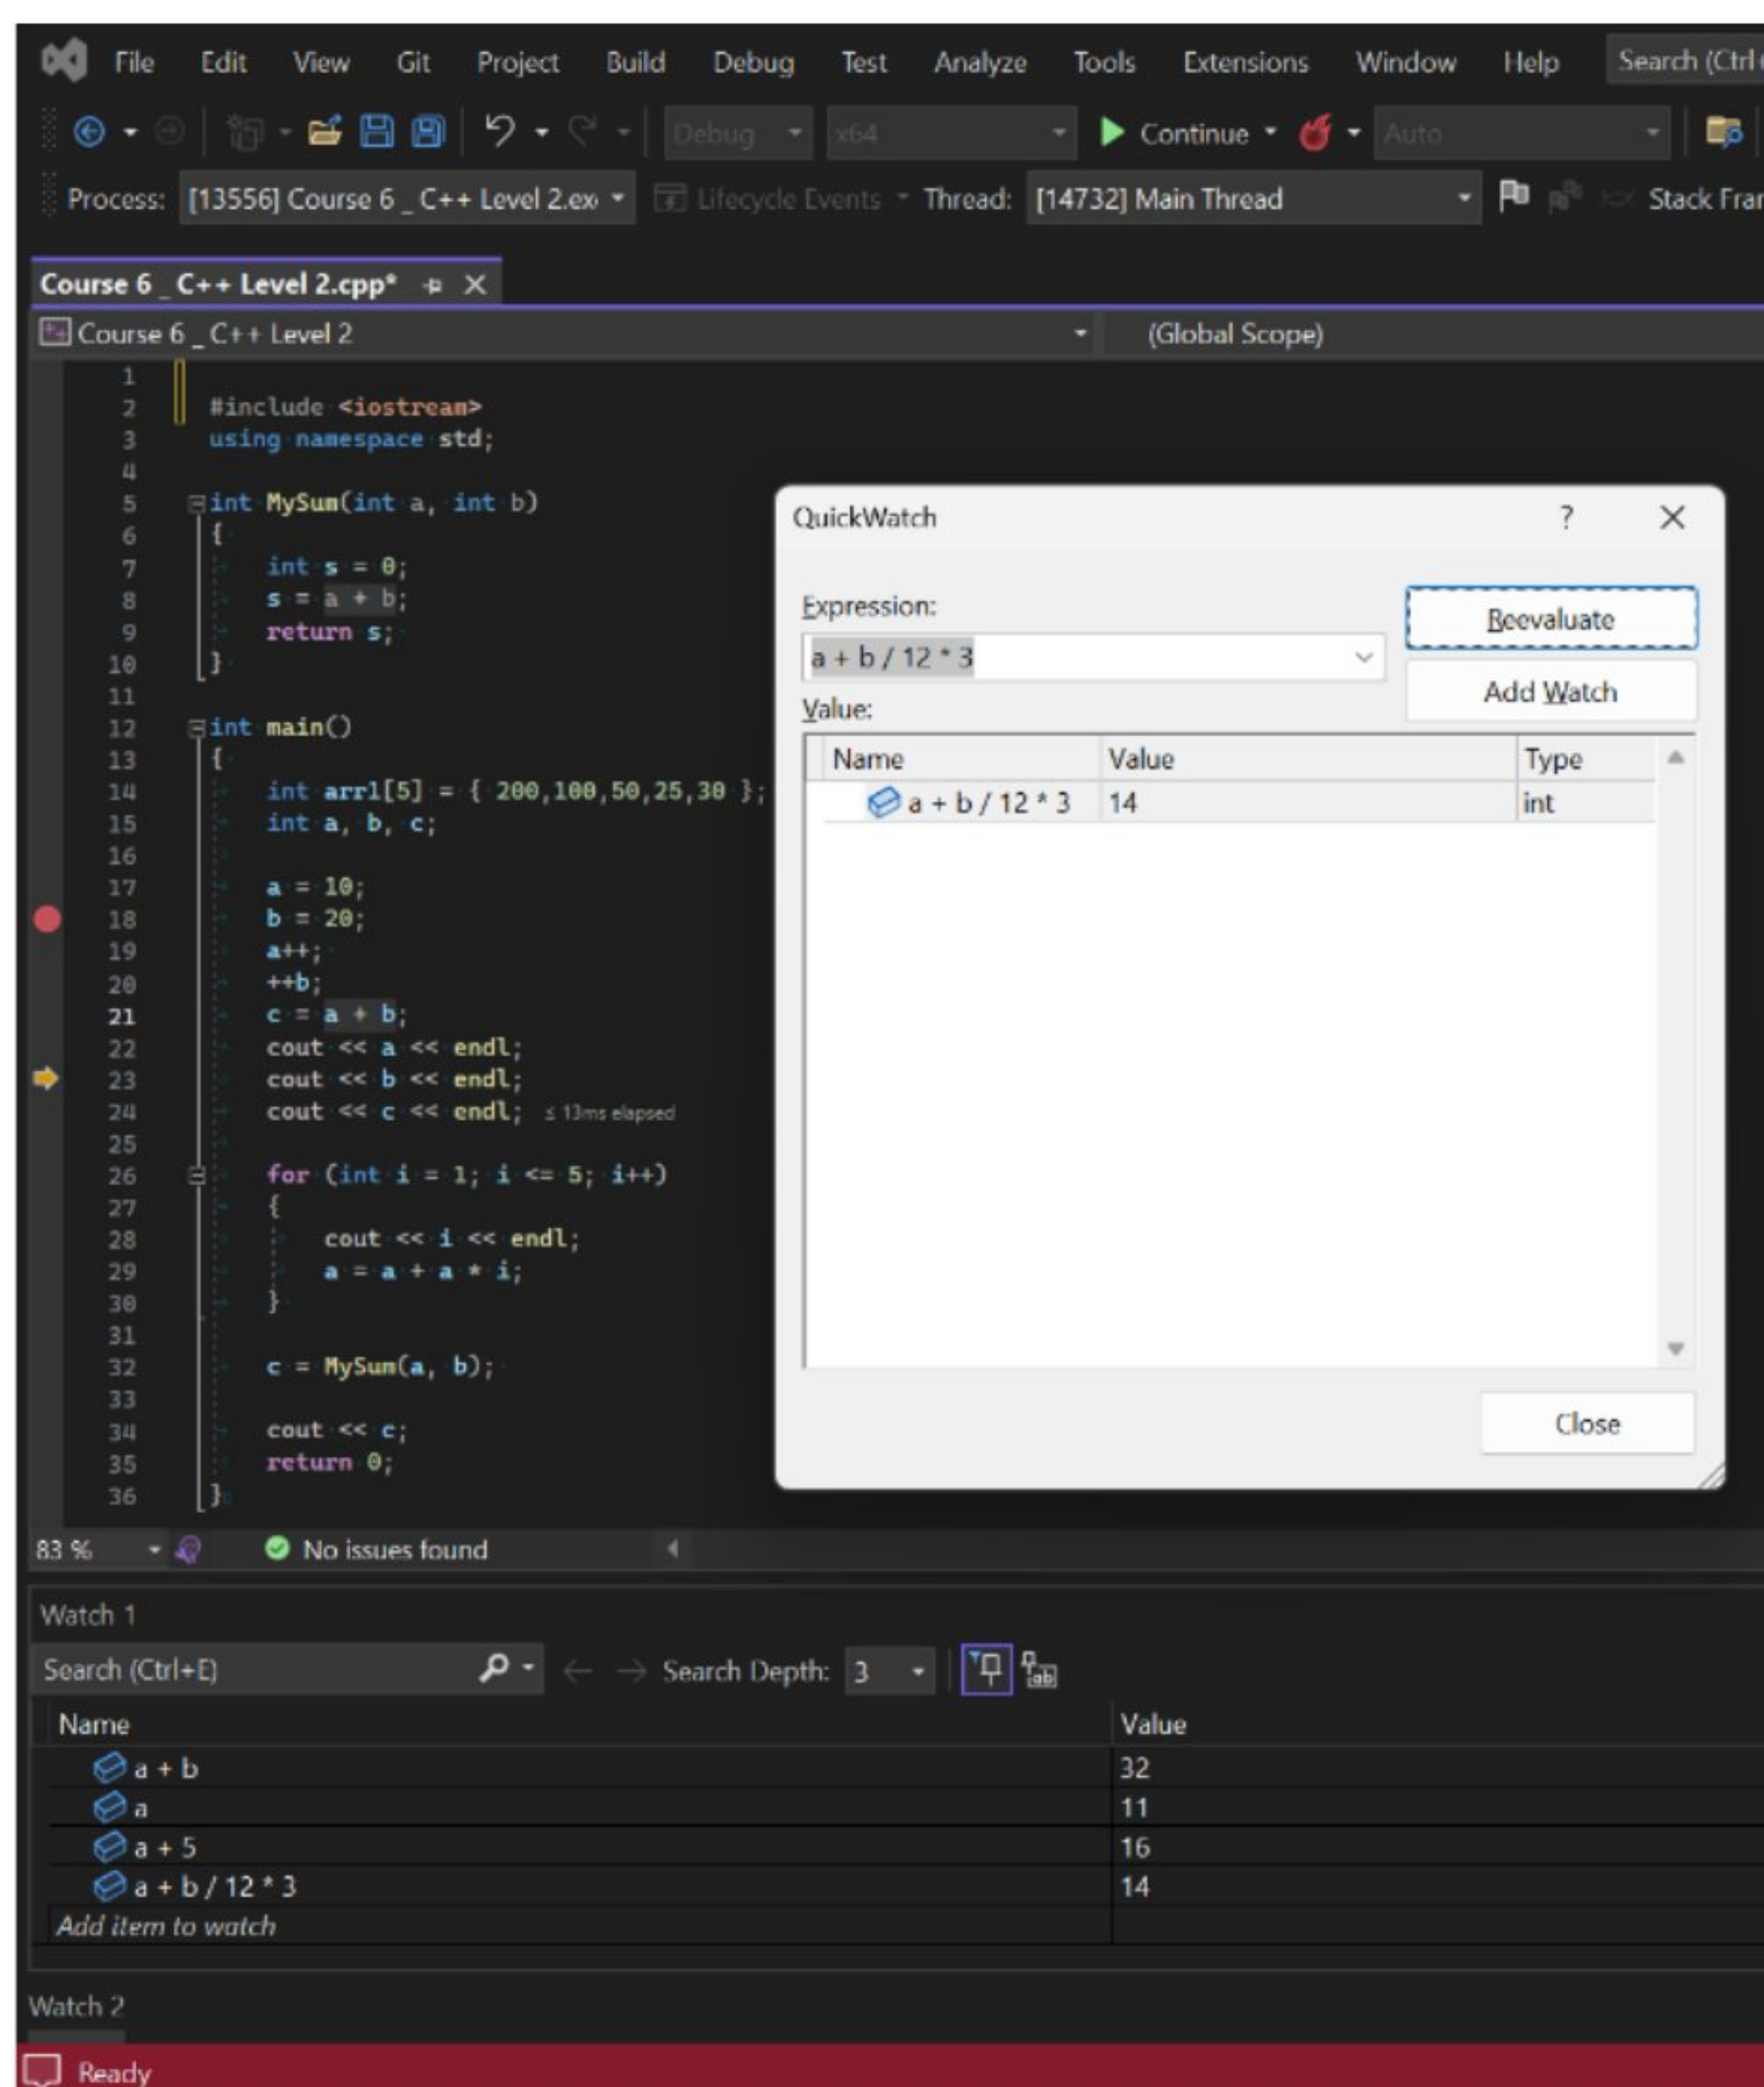 File Edit View Git Project Build Debug Test Analyze Tools Extensions Window Help Search (Ctrl
Debug x64 Continue Auto
Process: [13556] Course 6 _ C++ Level 2.ex Lifecycle Events Thread: [14732] Main Thread Stack Fra
Course 6 _ C++ Level 2.cpp*
Course 6 _ C++ Level 2 (Global Scope)
1
2 #include <iostream>
3 using namespace std;
4
5 int MySum(int a, int b)
6 {
7 int s = 0;
8 s = a + b;
9 return s;
10 }
11
12 int main()
13 {
14 int arr1[5] = { 200,100,50,25,30 };
15 int a, b, c;
16
17 a = 10;
18 b = 20;
19 a++;
20 ++b;
21 c = a + b;
22 cout << a << endl;
23 cout << b << endl;
24 cout << c << endl; ≤ 13ms elapsed
25
26 for (int i = 1; i <= 5; i++)
27 {
28 cout << i << endl;
29 a = a + a * i;
30 }
31
32 c = MySum(a, b);
33
34 cout << c;
35 return 0;
36 }
QuickWatch ?
Expression:
Reevaluate
a + b / 12 * 3
Add Watch
Value:
Name Value Type
a + b / 12 * 3 14 int
Close
83 % No issues found
Watch 1
Search (Ctrl+E) Search Depth: 3
Name Value
a + b 32
a 11
a + 5 16
a + b / 12 * 3 14
Add item to watch
Watch 2
Ready